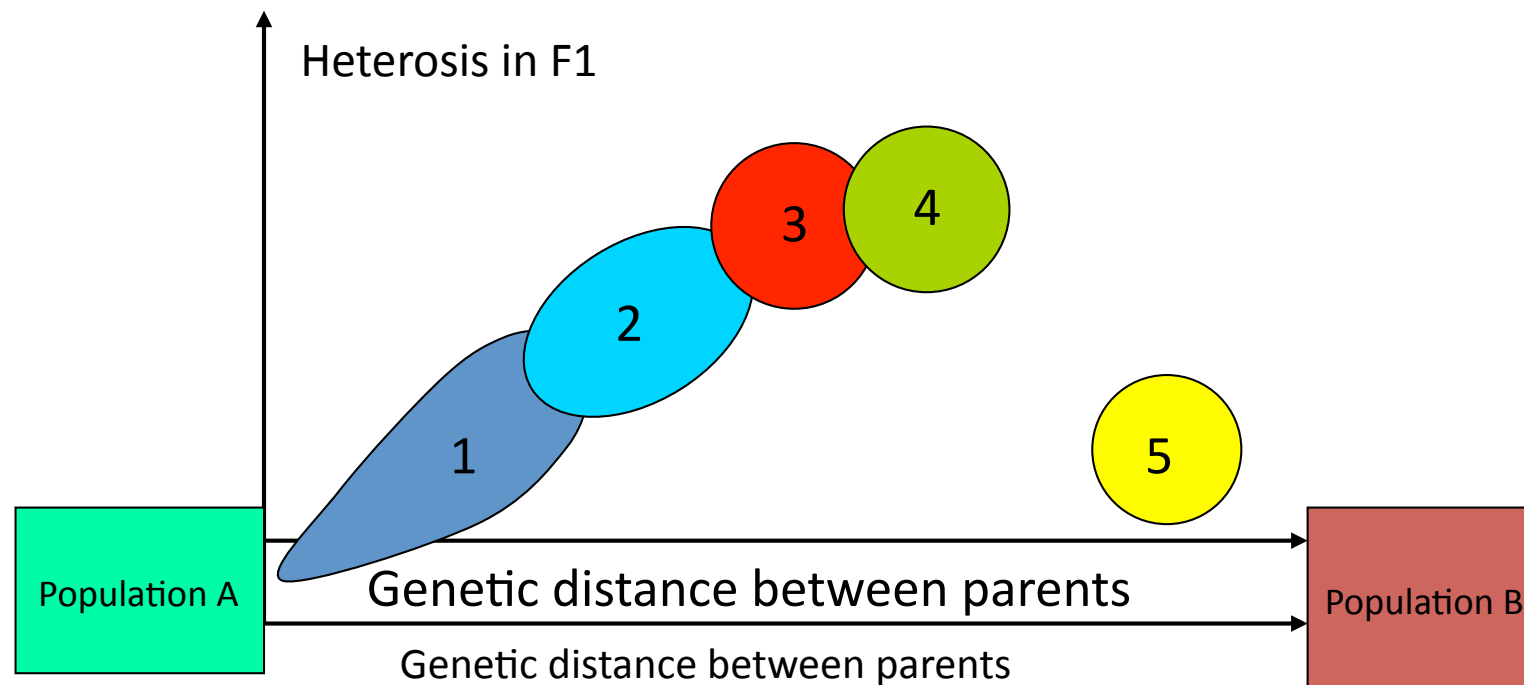 Heterosis in F1
3
4
2
1
5
Population A
Genetic distance between parents
Population B
Genetic distance between parents